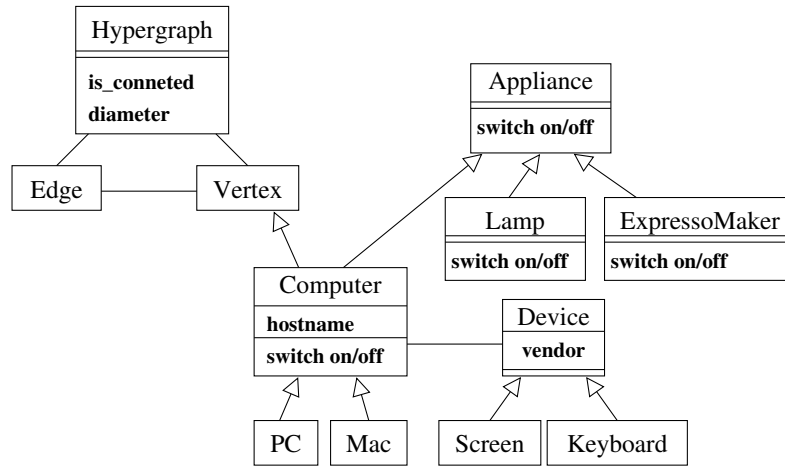 Hypergraph
is_conneted
diameter
Appliance
switch on/off
Edge
Vertex
Lamp
switch on/off
ExpressoMaker
switch on/off
Computer
hostname
switch on/off
Device
vendor
PC
Mac
Screen
Keyboard